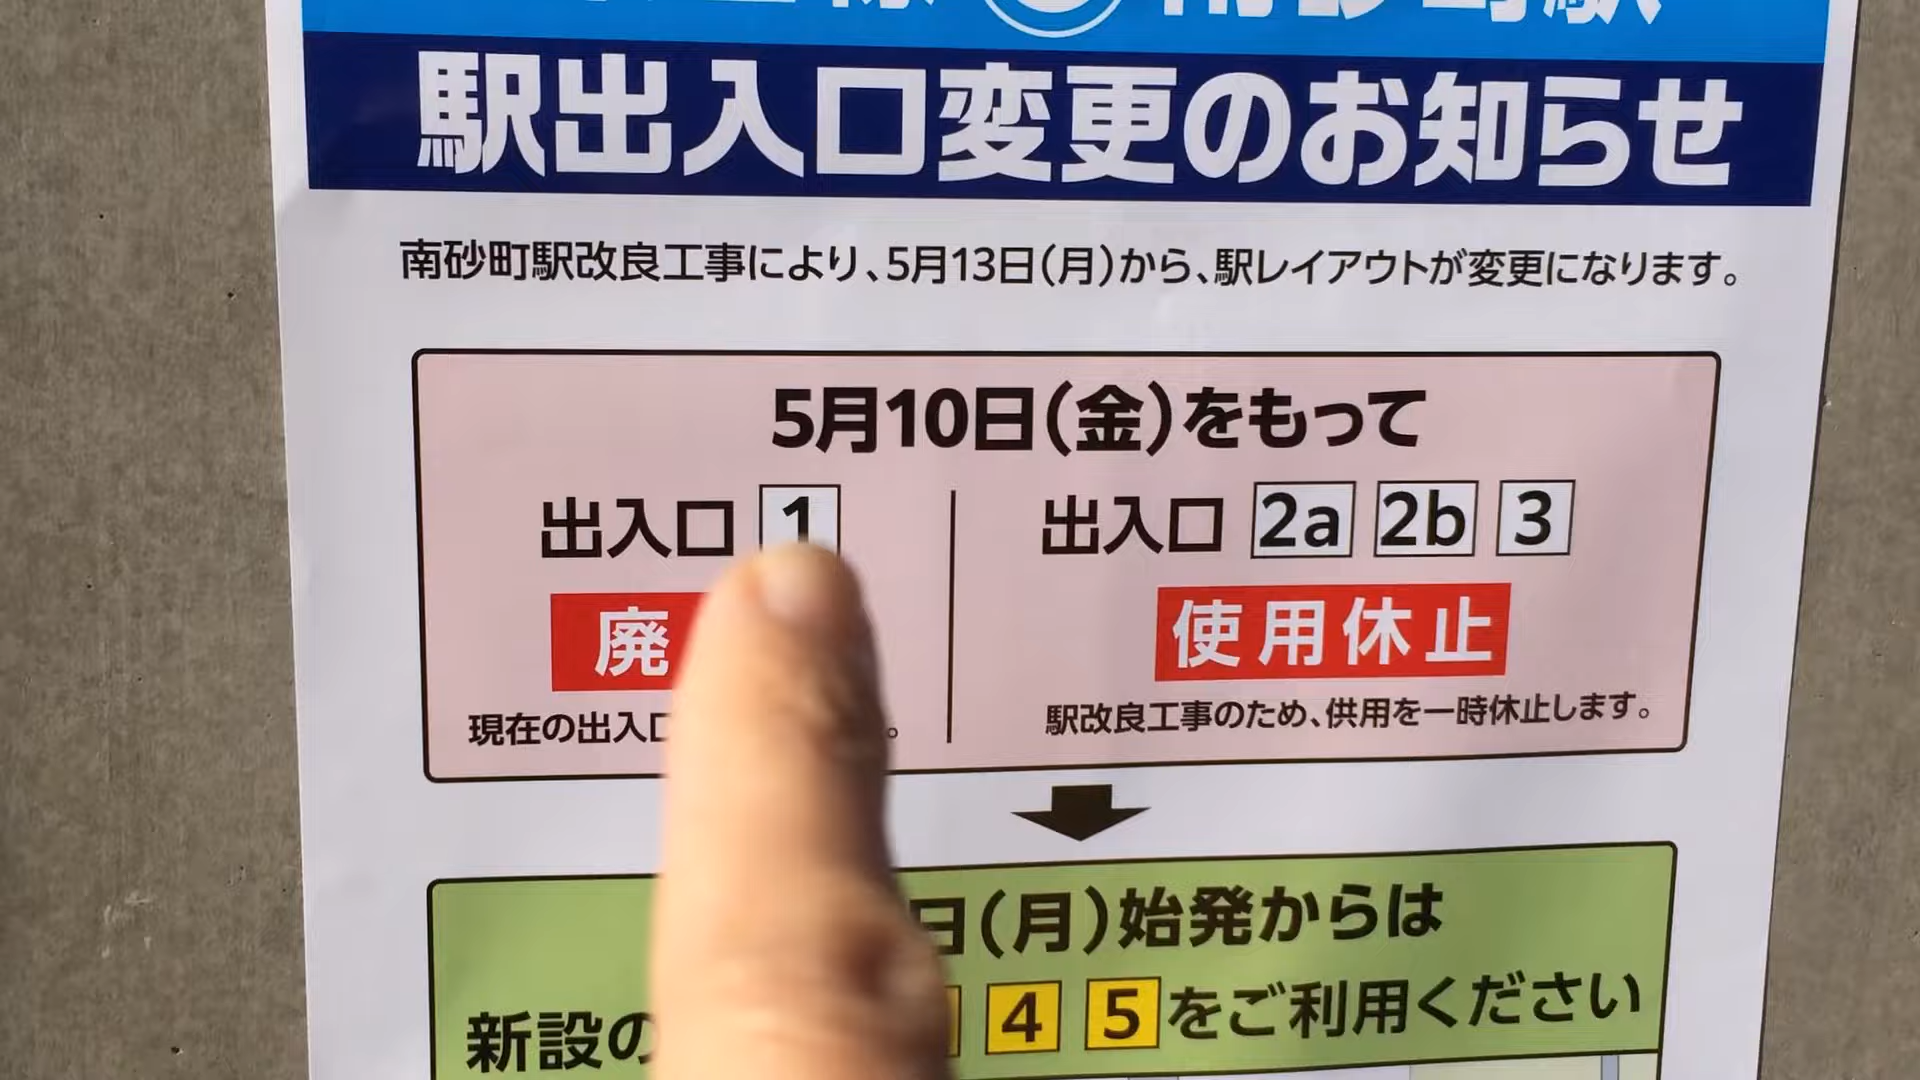 南砂町駅
駅出入口変更のお知らせ
南砂町駅改良工事により、5月13日(月)から、駅レイアウトが変更になります。
5月10日(金)をもって
出入口 1
廃
現在の出入口 。
出入口 2a 2b 3
使用休止
駅改良工事のため、供用を一時休止します。
日(月)始発からは
新設の 4 5 をご利用ください